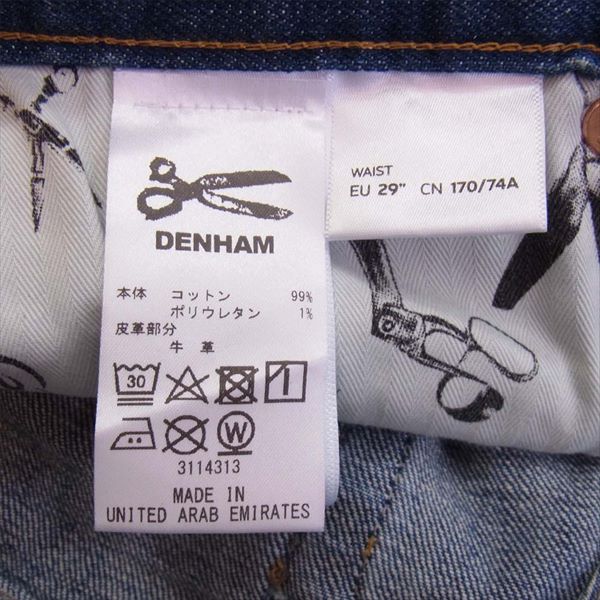 DENHAM
本体 コットン 99%
ポリウレタン 1%
皮革部分
牛 革
30
W
3114313
MADE IN
UNITED ARAB EMIRATES
WAIST
EU 29" CN 170/74A